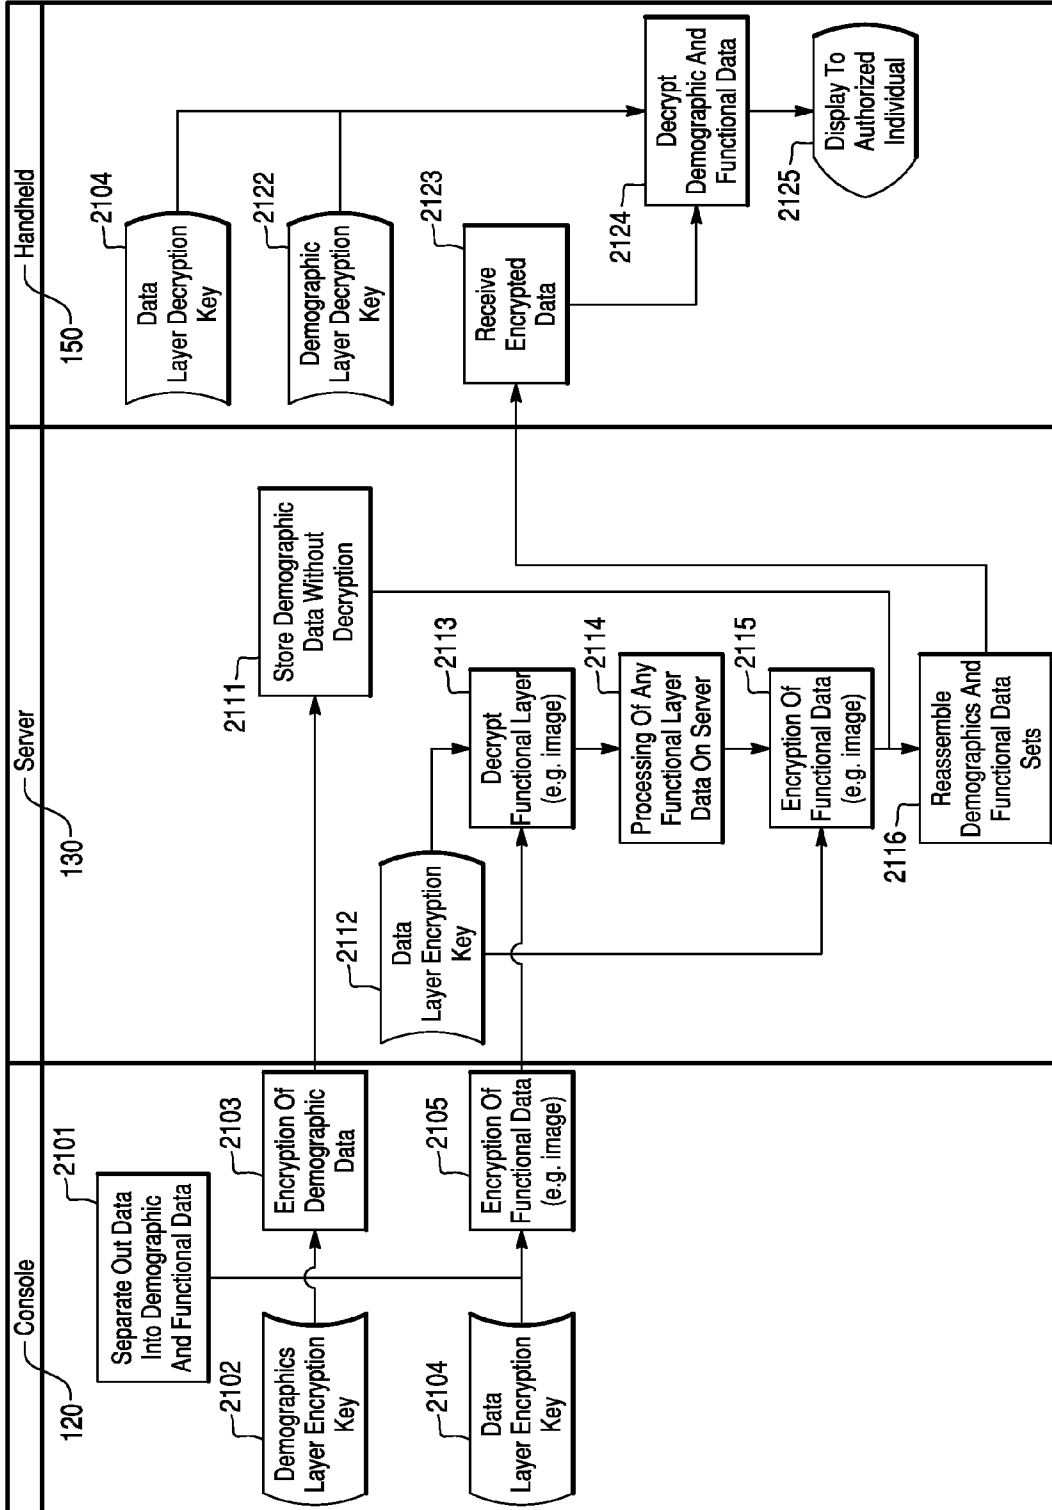 Console
120
2101
Separate Out Data
Into Demographic
And Functional Data
2102
Demographics
Layer Encryption
Key
2103
Encryption Of
Demographic
Data
2104
Data
Layer Encryption
Key
2105
Encryption Of
Functional Data
(e.g. image)
Server
130
2111
Store Demographic
Data Without
Decryption
2112
Data
Layer Encryption
Key
2113
Decrypt
Functional Layer
(e.g. image)
2114
Processing Of Any
Functional Layer
Data On Server
2115
Encryption Of
Functional Data
(e.g. image)
2116
Reassemble
Demographics And
Functional Data
Sets
Handheld
150
2104
Data
Layer Decryption
Key
2122
Demographic
Layer Decryption
Key
2123
Receive
Encrypted
Data
2124
Decrypt
Demographic And
Functional Data
2125
Display To
Authorized
Individual